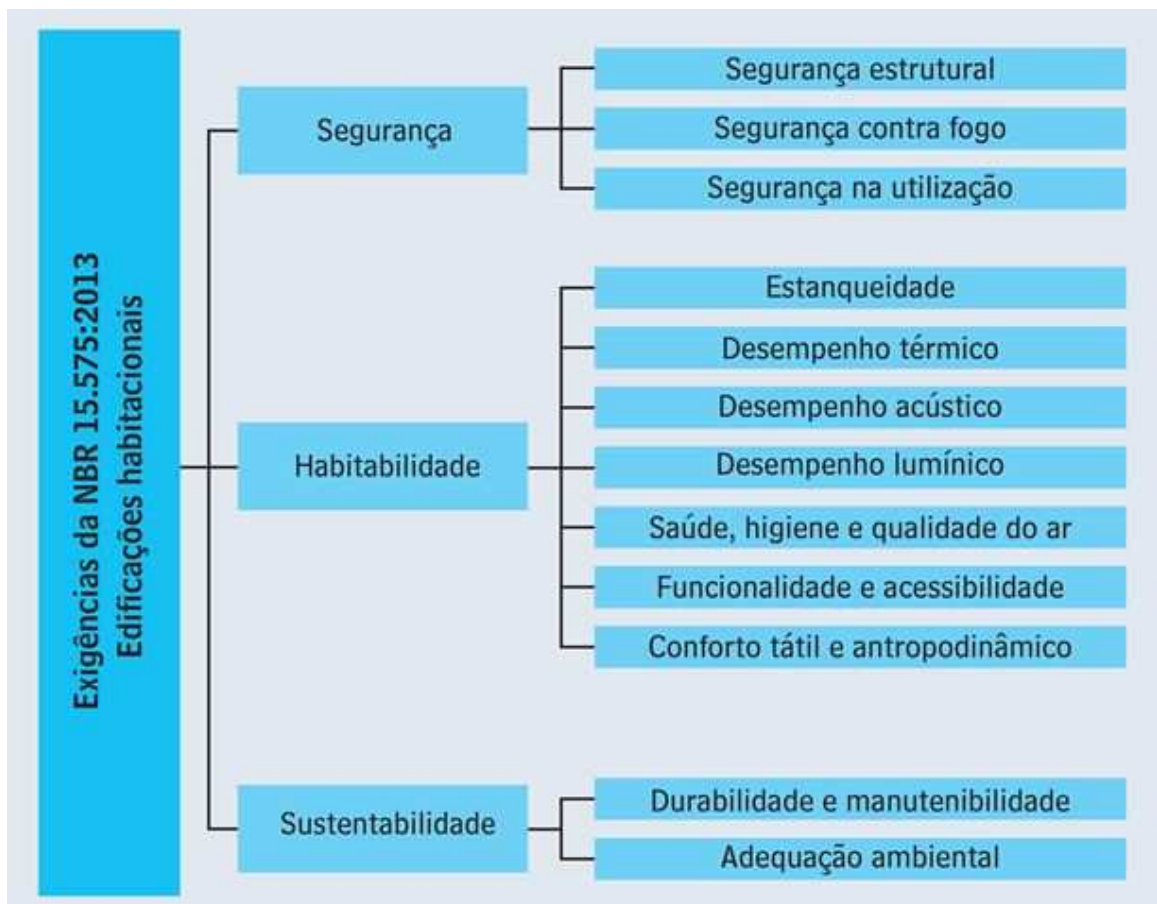 Exigências da NBR 15.575:2013
Edificações habitacionais
Segurança
Segurança estrutural
Segurança contra fogo
Segurança na utilização
Habitabilidade
Estanqueidade
Desempenho térmico
Desempenho acústico
Desempenho lumínico
Saúde, higiene e qualidade do ar
Funcionalidade e acessibilidade
Conforto tátil e antropodinâmico
Sustentabilidade
Durabilidade e manutenibilidade
Adequação ambiental